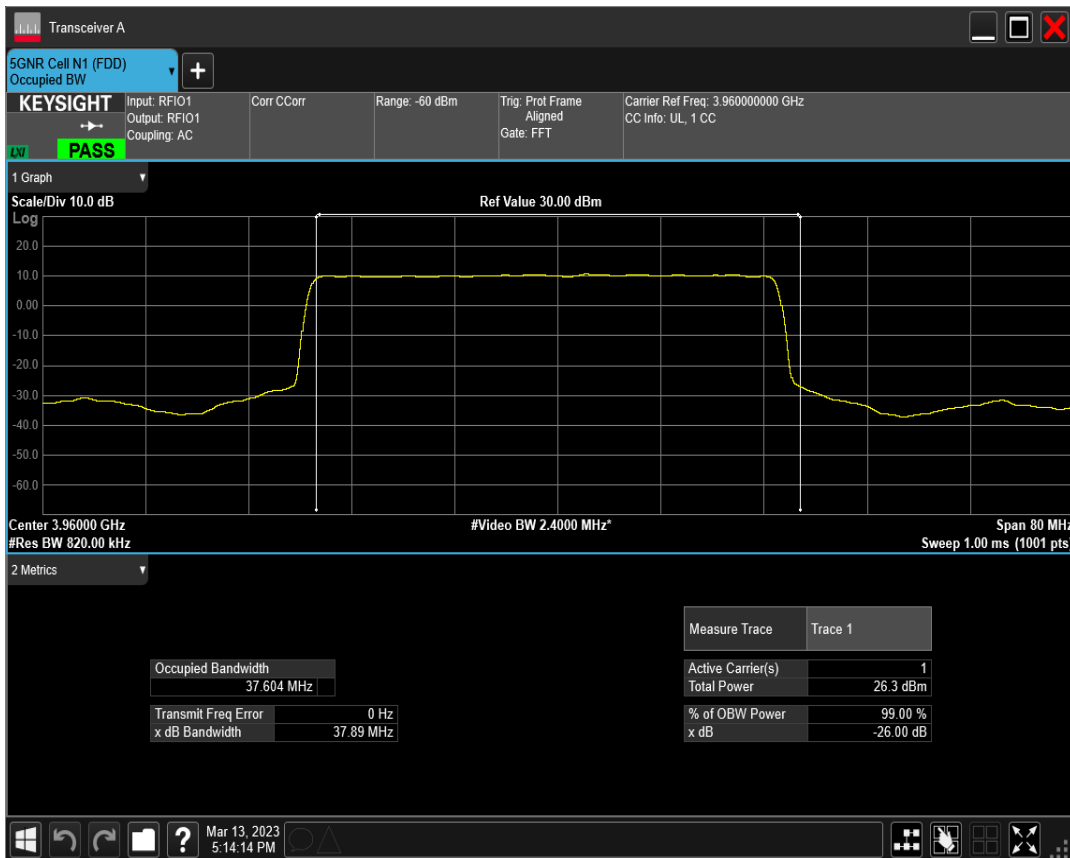 Transceiver A
5GNR Cell N1 (FDD)
Occupied BW
+
KEYSIGHT
LXI
PASS
Input: RFIO1
Output: RFIO1
Coupling: AC
Corr CCorr
Range: -60 dBm
Trig: Prot Frame
Aligned
Gate: FFT
Carrier Ref Freq: 3.960000000 GHz
CC Info: UL, 1 CC
1 Graph
Scale/Div 10.0 dB
Ref Value 30.00 dBm
Log
20.0
10.0
0.00
-10.0
-20.0
-30.0
-40.0
-50.0
-60.0
Center 3.96000 GHz
#Video BW 2.4000 MHz*
Span 80 MHz
#Res BW 820.00 kHz
Sweep 1.00 ms (1001 pts)
2 Metrics
Measure Trace Trace 1
Occupied Bandwidth
37.604 MHz
Active Carrier(s) 1
Total Power 26.3 dBm
Transmit Freq Error 0 Hz
x dB Bandwidth 37.89 MHz
% of OBW Power 99.00 %
x dB -26.00 dB
?
Mar 13, 2023
5:14:14 PM